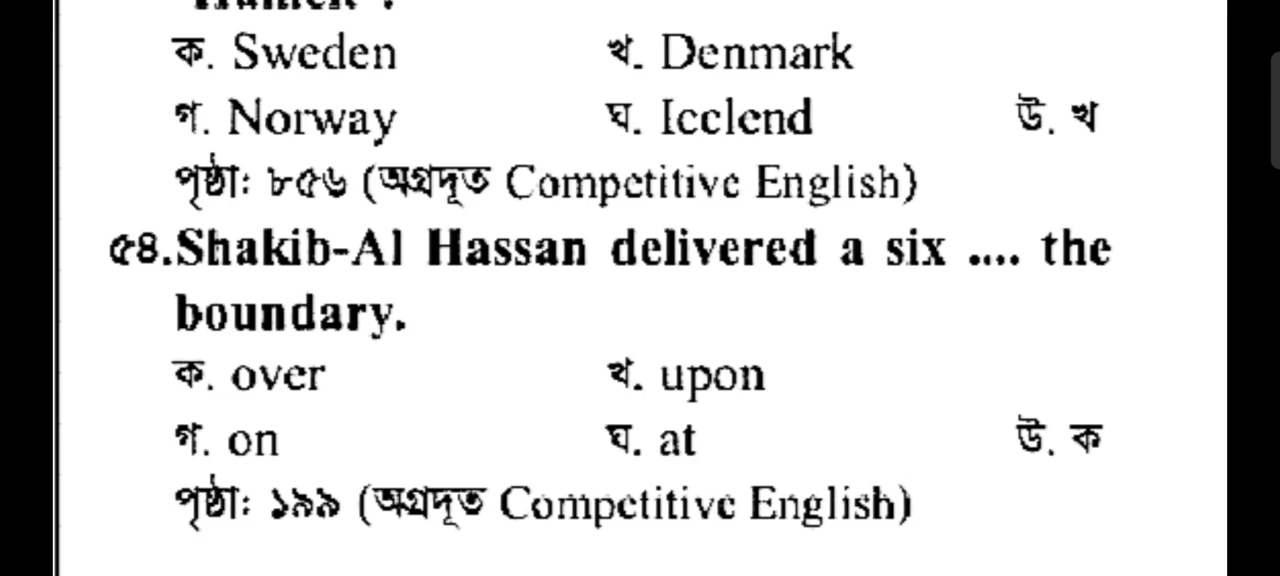 ক. Sweden খ. Denmark
গ. Norway ঘ. Icelend উ. খ
পৃষ্ঠা: ৮৫৬ (অগ্রদূত Competitive English)
৫৪.Shakib-Al Hassan delivered a six .... the
boundary.
ক. over খ. upon
গ. on ঘ. at উ. ক
পৃষ্ঠা: ১৯৯ (অগ্রদূত Competitive English)